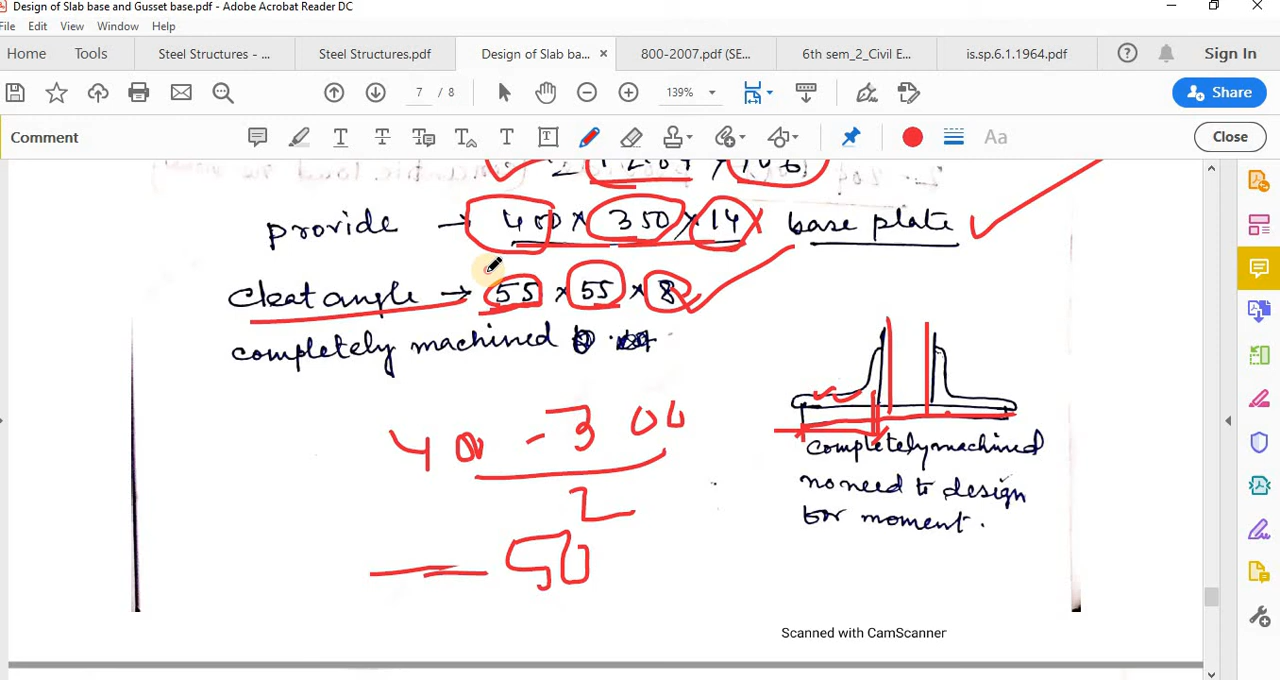 Design of Slab base and Gusset base.pdf - Adobe Acrobat Reader DC
File Edit View Window Help
Home Tools Steel Structures - ... Steel Structures.pdf Design of Slab ba... × 800-2007.pdf (SE... 6th sem_2_Civil E... is.sp.6.1.1964.pdf Sign In
7 / 8 139% Share
Comment Aa Close
provide → 400 × 350 × 14 base plate
cleat angle → 55 × 55 × 8
completely machined
400 - 300
2
50
completely machined
no need to design
for moment.
Scanned with CamScanner